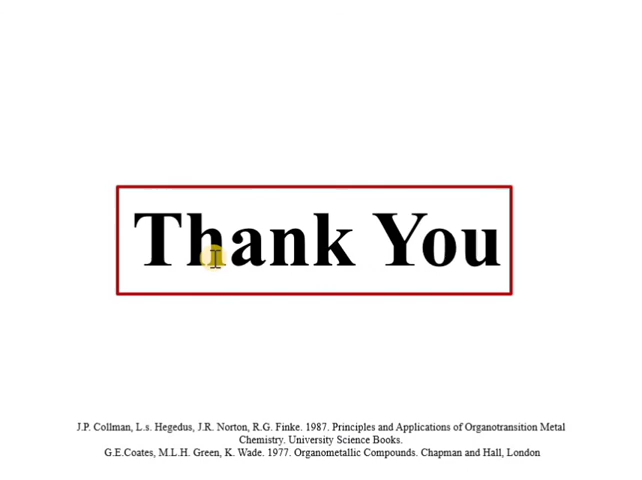 Thank You
J.P. Collman, L.s. Hegedus, J.R. Norton, R.G. Finke. 1987. Principles and Applications of Organotransition Metal
Chemistry. University Science Books.
G.E.Coates, M.L.H. Green, K. Wade. 1977. Organometallic Compounds. Chapman and Hall, London